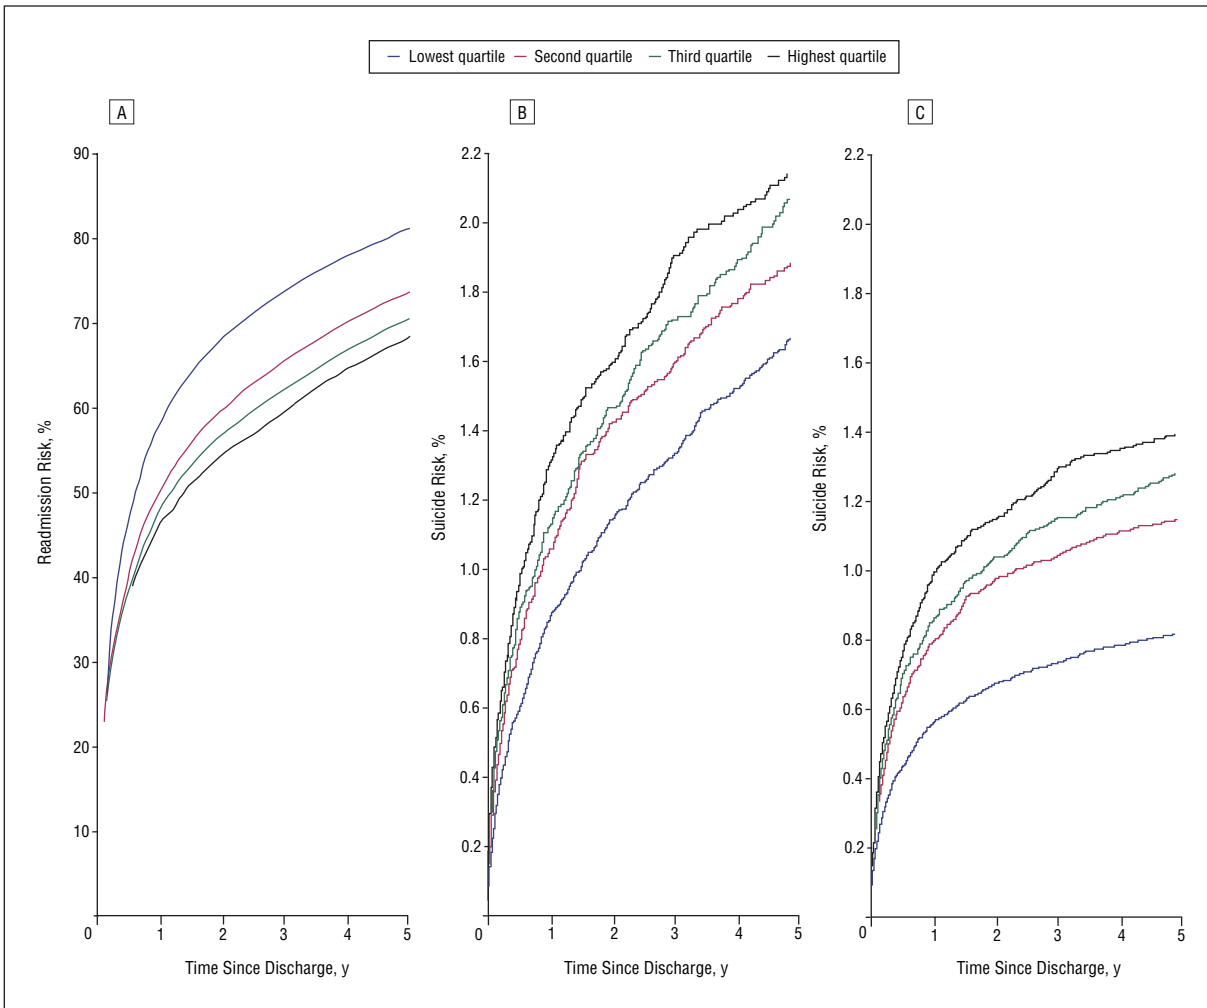 Lowest quartile Second quartile Third quartile Highest quartile
A
90
80
70
60
50
40
30
20
10
0 1 2 3 4 5
Readmission Risk, %
Time Since Discharge, y
B
2.2
2.0
1.8
1.6
1.4
1.2
1.0
0.8
0.6
0.4
0.2
0 1 2 3 4 5
Suicide Risk, %
Time Since Discharge, y
C
2.2
2.0
1.8
1.6
1.4
1.2
1.0
0.8
0.6
0.4
0.2
0 1 2 3 4 5
Suicide Risk, %
Time Since Discharge, y